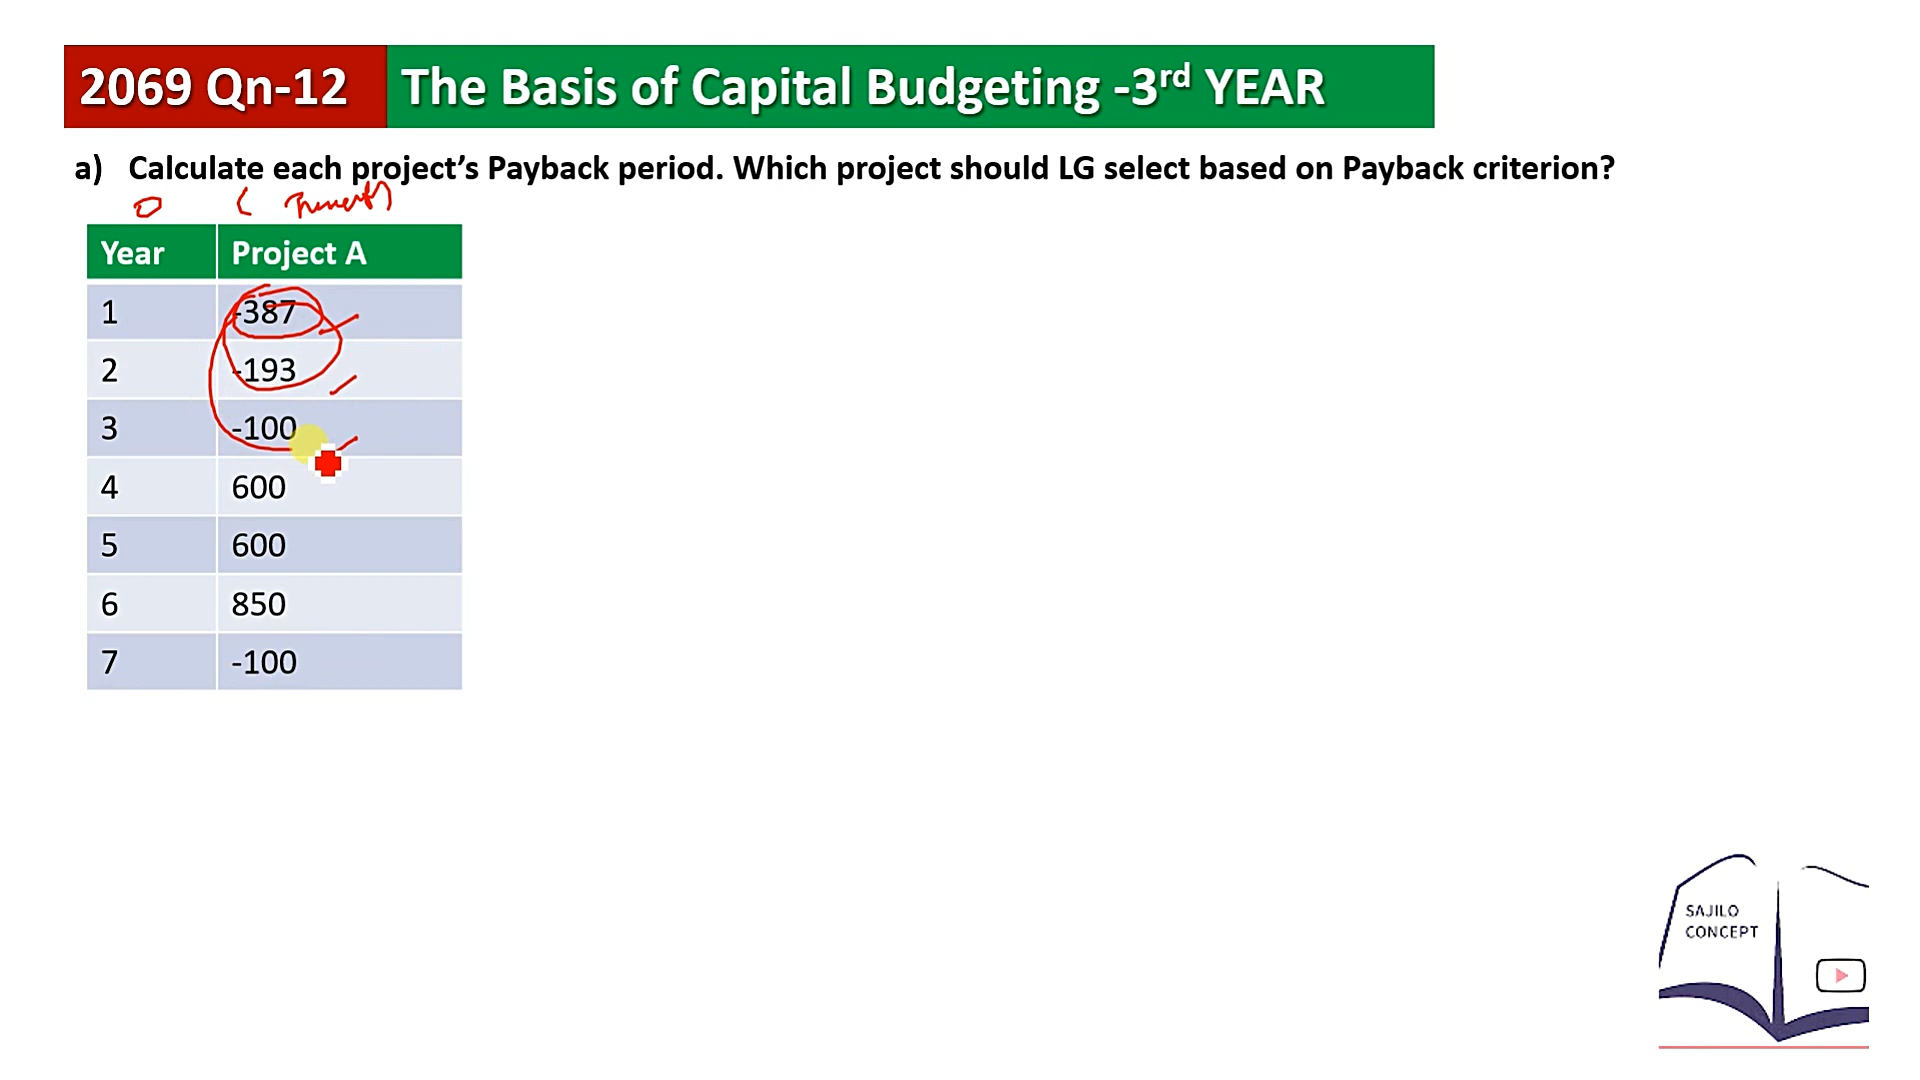 2069 Qn-12 The Basis of Capital Budgeting -3rd YEAR
a) Calculate each project’s Payback period. Which project should LG select based on Payback criterion?
Year Project A
1 -387
2 -193
3 -100
4 600
5 600
6 850
7 -100
SAJILO
CONCEPT